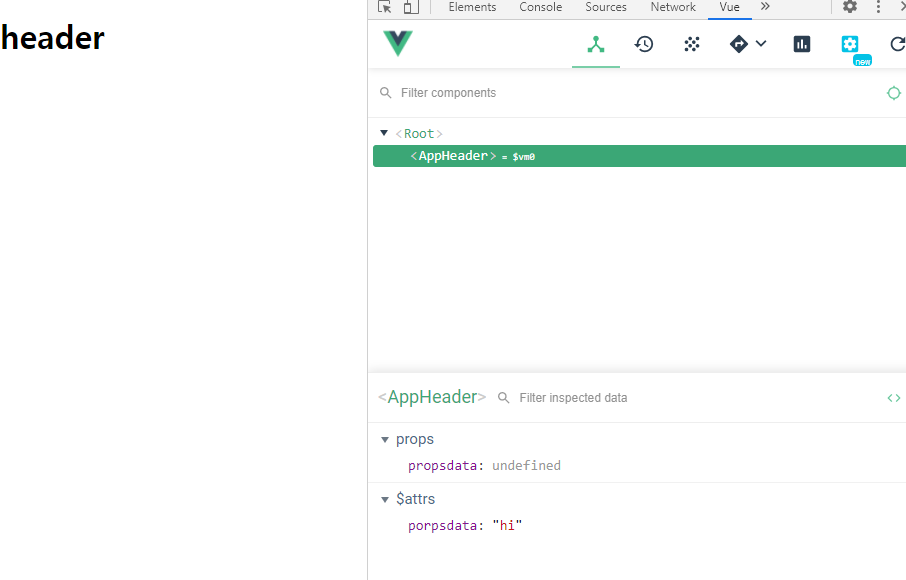 header
Elements Console Sources Network Vue »
new
Filter components
<Root>
<AppHeader> = $vm0
<AppHeader> Filter inspected data
props
propsdata: undefined
$attrs
porpsdata: "hi"